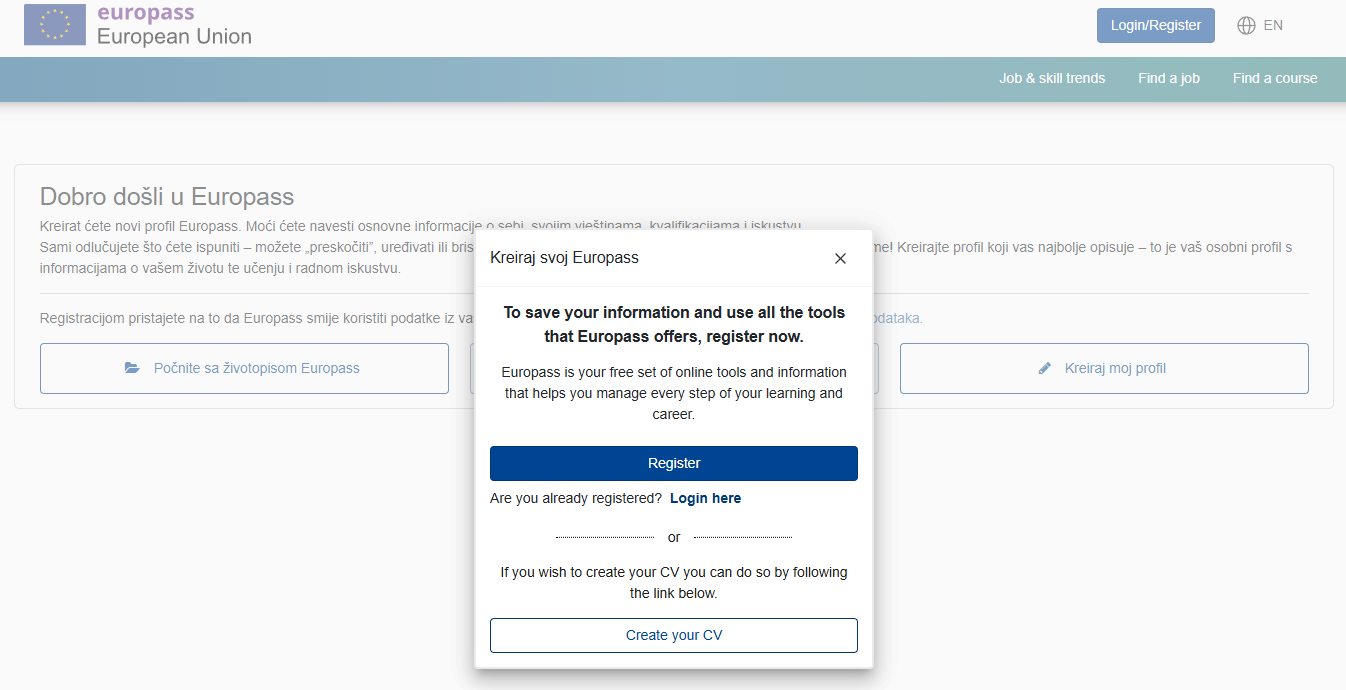 europass
European Union
Login/Register
EN
Job & skill trends
Find a job
Find a course
Dobro došli u Europass
Kreirat ćete novi profil Europass. Moći ćete navesti osnovne informacije o sebi, svojim vještinama, kvalifikacijama i iskustvu.
Sami odlučujete što ćete ispuniti – možete „preskočiti”, uređivati ili
me! Kreirajte profil koji vas najbolje opisuje – to je vaš osobni profil s
informacijama o vašem životu te učenju i radnom iskustvu.
Registracijom pristajete na to da Europass smije koristiti podatke iz
Počnite sa životopisom Europass
Kreiraj moj profil
Kreiraj svoj Europass
To save your information and use all the tools
that Europass offers, register now.
Europass is your free set of online tools and information
that helps you manage every step of your learning and
career.
Register
Are you already registered? Login here
or
If you wish to create your CV you can do so by following
the link below.
Create your CV